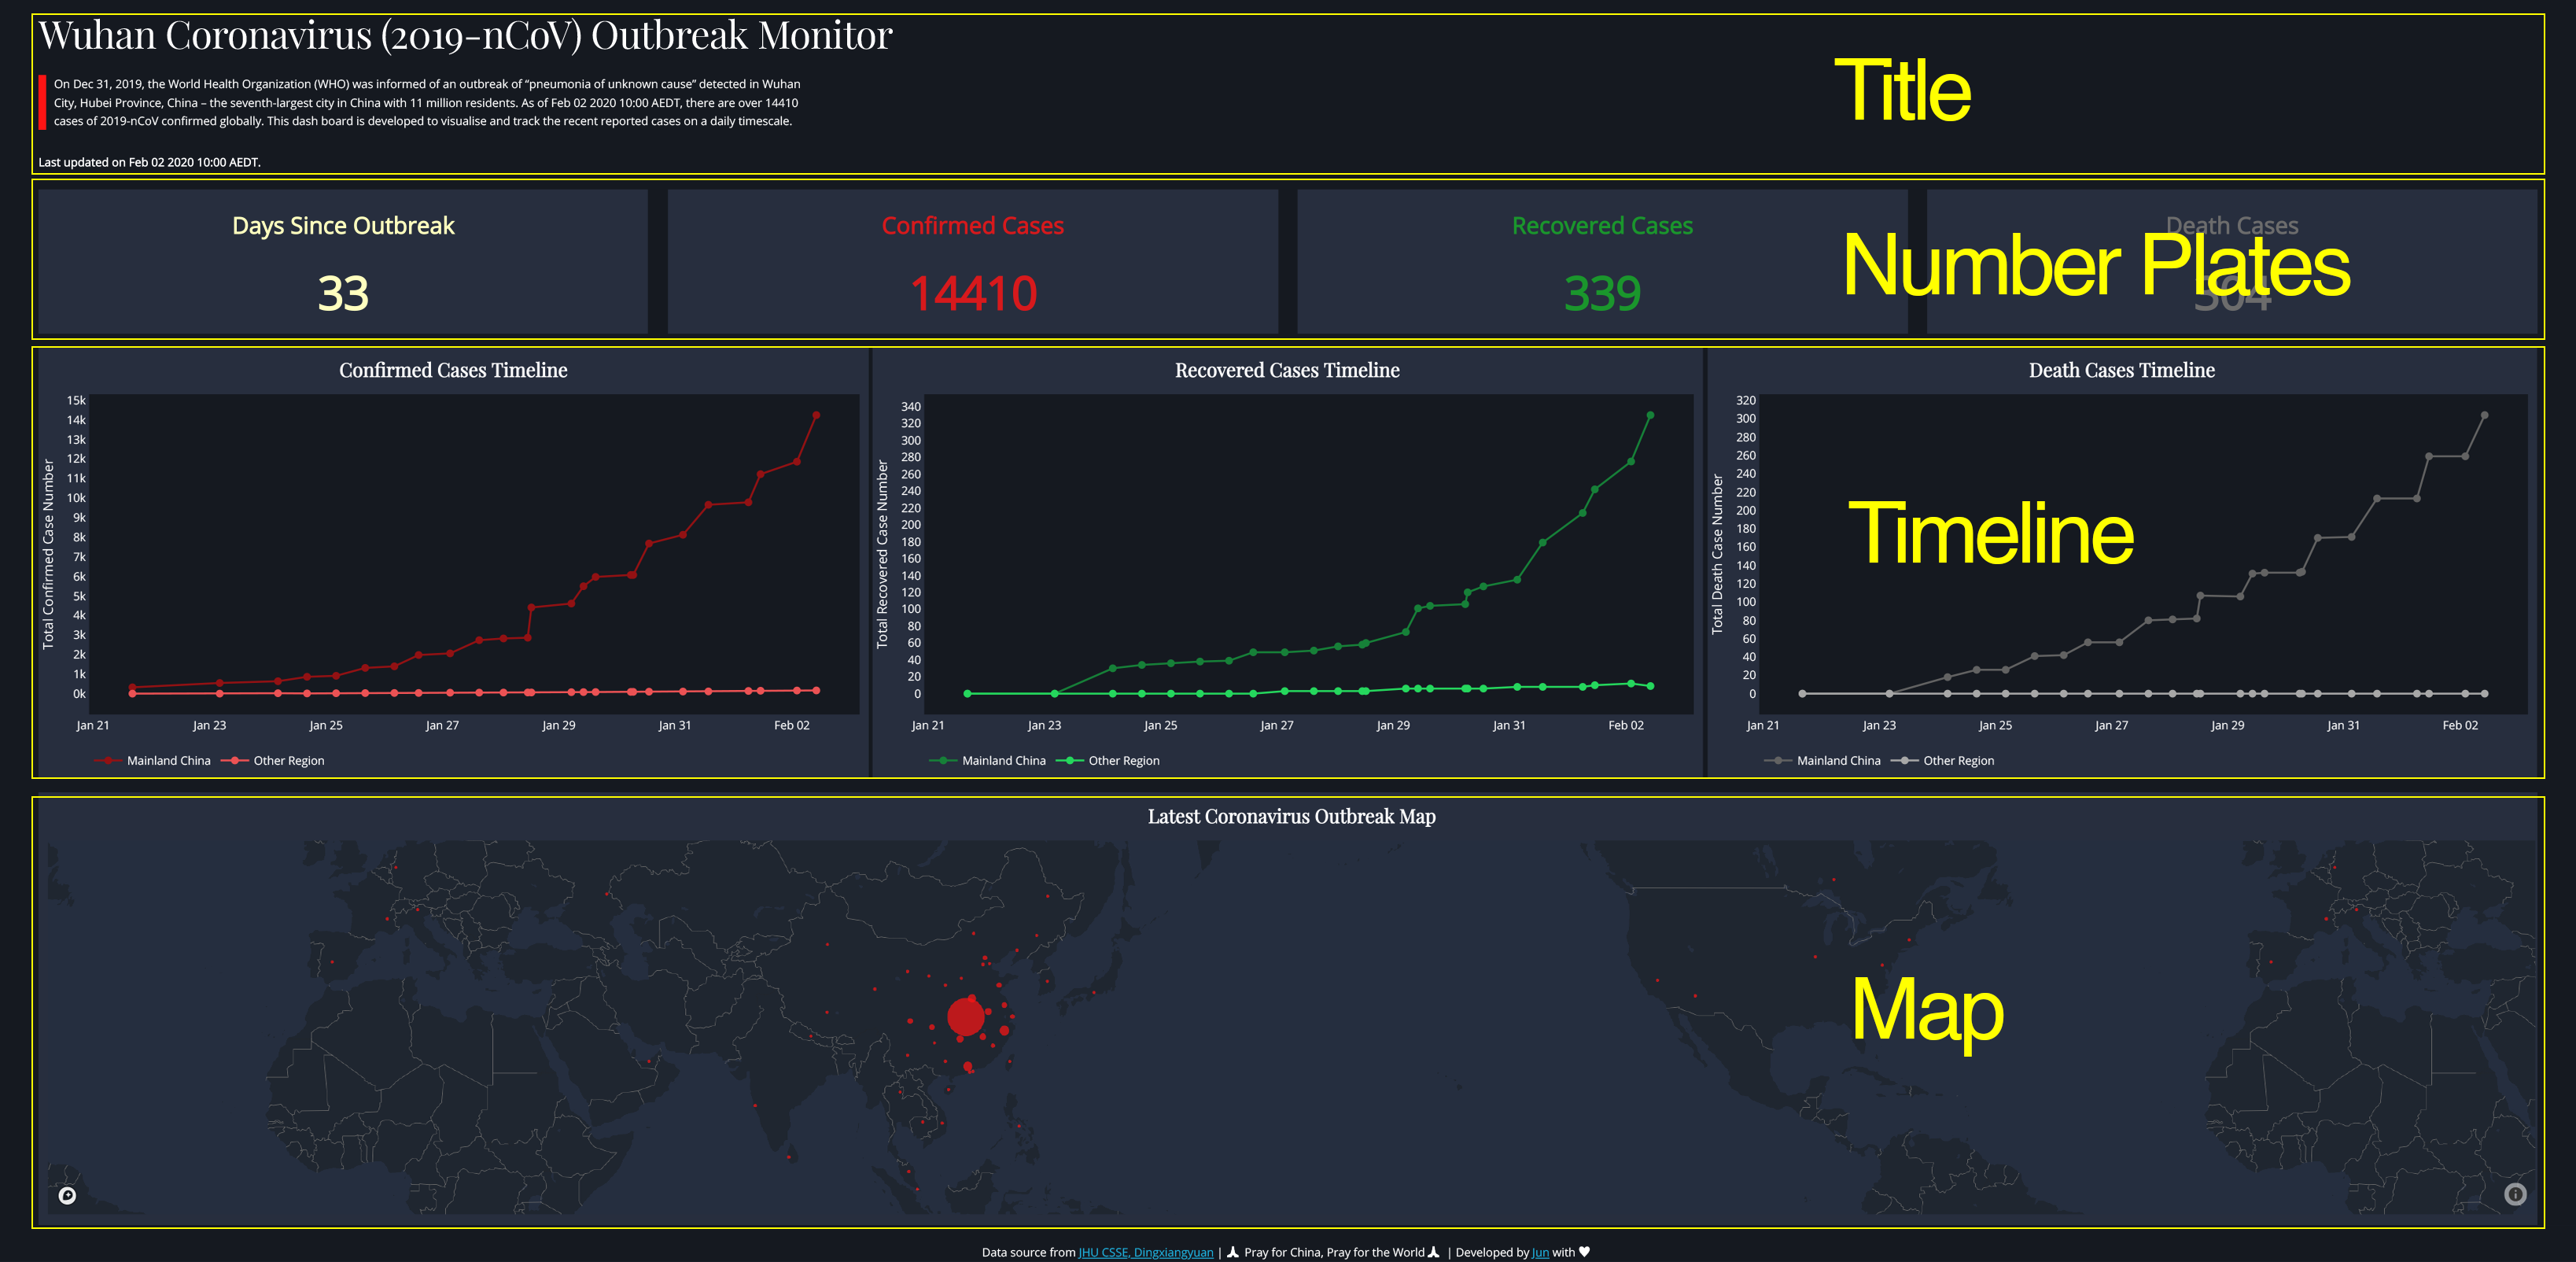 Wuhan Coronavirus (2019-nCoV) Outbreak Monitor
On Dec 31, 2019, the World Health Organization (WHO) was informed of an outbreak of “pneumonia of unknown cause” detected in Wuhan
City, Hubei Province, China – the seventh-largest city in China with 11 million residents. As of Feb 02 2020 10:00 AEDT, there are over 14410
cases of 2019-nCoV confirmed globally. This dash board is developed to visualise and track the recent reported cases on a daily timescale.
Last updated on Feb 02 2020 10:00 AEDT.
Title
Days Since Outbreak
33
Confirmed Cases
14410
Recovered Cases
339
Death Cases
304
Number Plates
Confirmed Cases Timeline
Total Confirmed Case Number
15k
14k
13k
12k
11k
10k
9k
8k
7k
6k
5k
4k
3k
2k
1k
0k
Jan 21 Jan 23 Jan 25 Jan 27 Jan 29 Jan 31 Feb 02
Mainland China Other Region
Recovered Cases Timeline
Total Recovered Case Number
340
320
300
280
260
240
220
200
180
160
140
120
100
80
60
40
20
0
Jan 21 Jan 23 Jan 25 Jan 27 Jan 29 Jan 31 Feb 02
Mainland China Other Region
Death Cases Timeline
Total Death Case Number
320
300
280
260
240
220
200
180
160
140
120
100
80
60
40
20
0
Jan 21 Jan 23 Jan 25 Jan 27 Jan 29 Jan 31 Feb 02
Mainland China Other Region
Timeline
Latest Coronavirus Outbreak Map
Map
Data source from JHU CSSE, Dingxiangyuan | 🙏 Pray for China, Pray for the World 🙏 | Developed by Jun with ♥